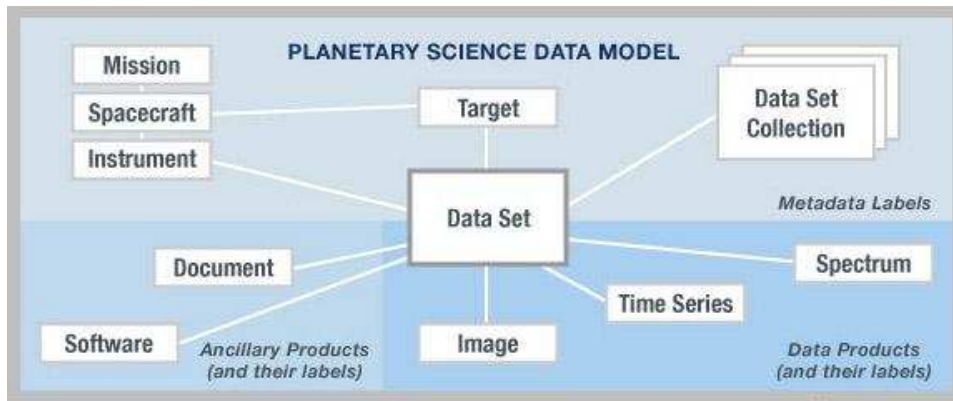 PLANETARY SCIENCE DATA MODEL
Mission
Spacecraft
Instrument
Target
Data Set
Collection
Metadata Labels
Data Set
Document
Software
Ancillary Products
(and their labels)
Image
Time Series
Spectrum
Data Products
(and their labels)